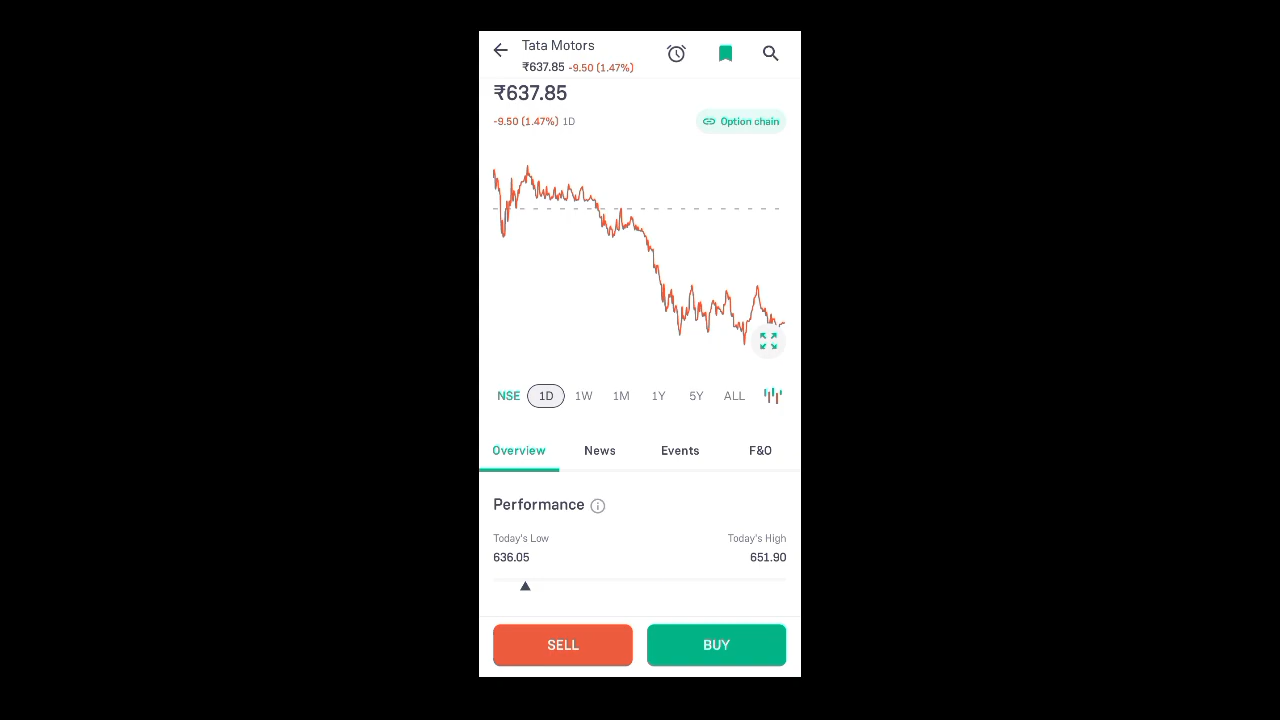 Tata Motors
₹637.85 -9.50 (1.47%)
₹637.85
-9.50 (1.47%) 1D
Option chain
NSE 1D 1W 1M 1Y 5Y ALL
Overview News Events F&O
Performance
Today's Low Today's High
636.05 651.90
SELL BUY